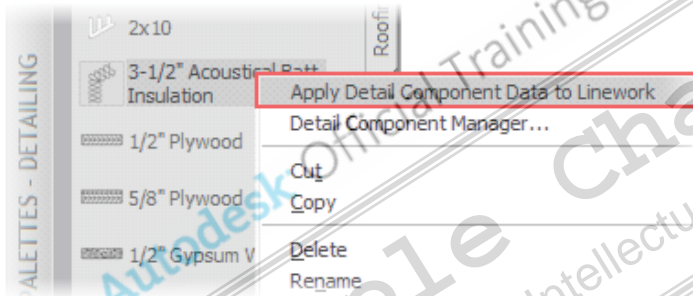 2x10
Roofin
3-1/2" Acoustical Batt
Insulation
Apply Detail Component Data to Linework
Detail Component Manager...
1/2" Plywood
Cut
5/8" Plywood
Copy
1/2" Gypsum W
Delete
Rename
PALETTES - DETAILING
Autodesk Official Training